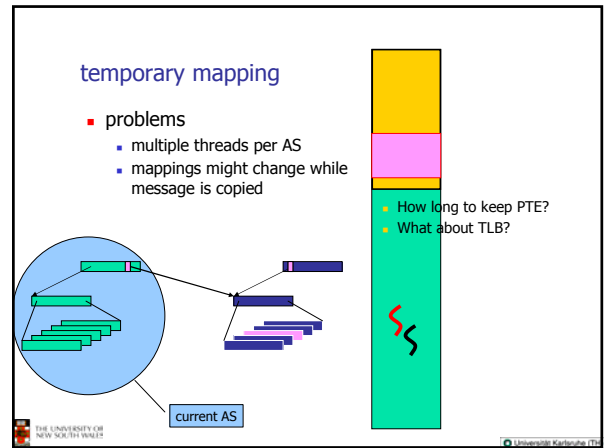 temporary mapping
problems
multiple threads per AS
mappings might change while
message is copied
How long to keep PTE?
What about TLB?
current AS
THE UNIVERSITY OF
NEW SOUTH WALES
Universität Karlsruhe (TH